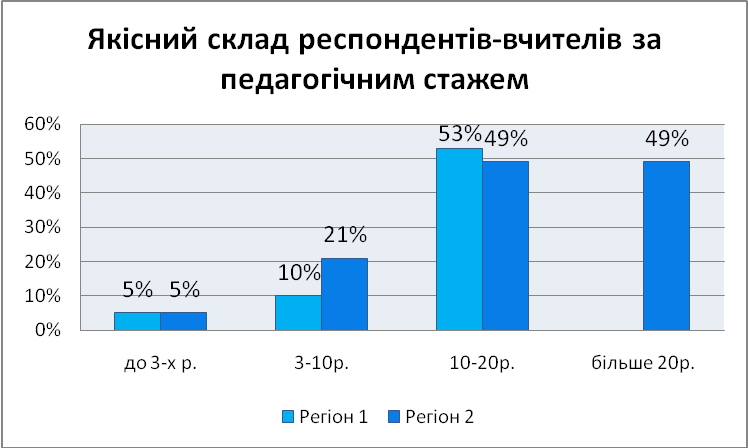 Якісний склад респондентів-вчителів за
педагогічним стажем
60%
50%
40%
30%
20%
10%
0%
5%
5%
10%
21%
53%
49%
49%
до 3-х р.
3-10р.
10-20р.
більше 20р.
Регіон 1
Регіон 2